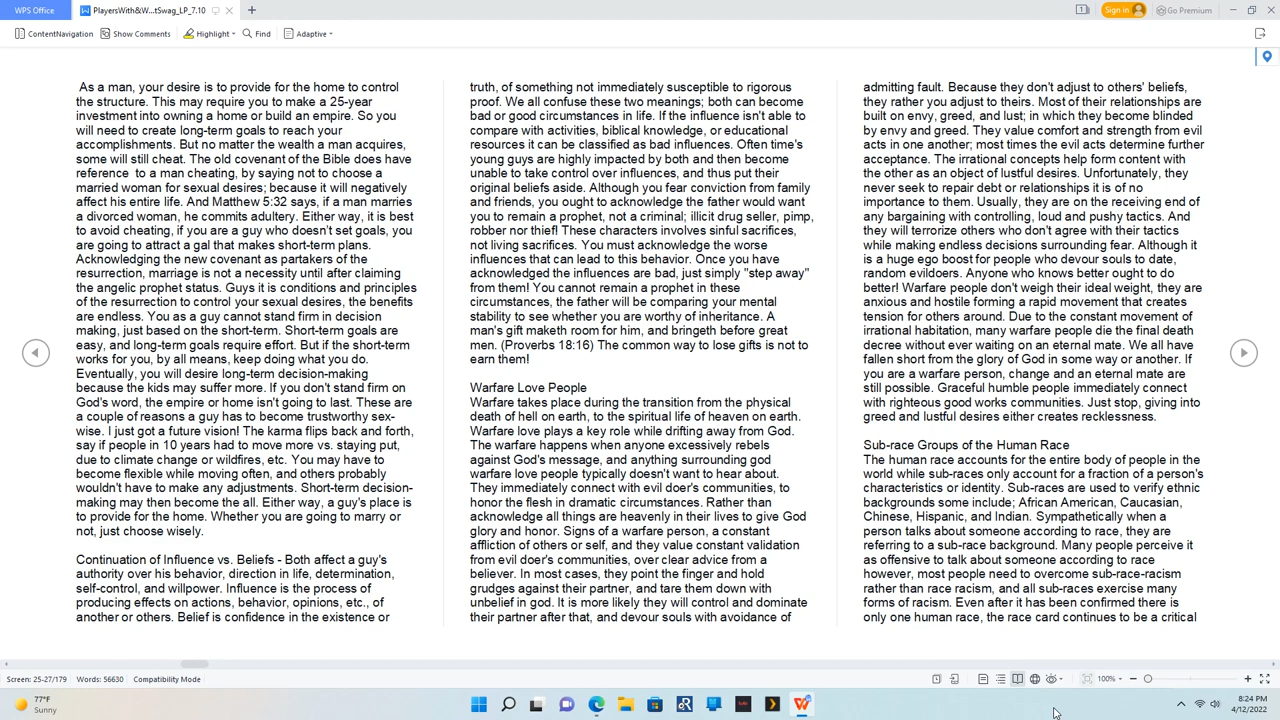 WPS Office
PlayersWith&W...tSwag_LP_7.10
Sign in
Go Premium
ContentNavigation
Show Comments
Highlight
Find
Adaptive
As a man, your desire is to provide for the home to control
the structure. This may require you to make a 25-year
investment into owning a home or build an empire. So you
will need to create long-term goals to reach your
accomplishments. But no matter the wealth a man acquires,
some will still cheat. The old covenant of the Bible does have
reference  to a man cheating, by saying not to choose a
married woman for sexual desires; because it will negatively
affect his entire life. And Matthew 5:32 says, if a man marries
a divorced woman, he commits adultery. Either way, it is best
to avoid cheating, if you are a guy who doesn't set goals, you
are going to attract a gal that makes short-term plans.
Acknowledging the new covenant as partakers of the
resurrection, marriage is not a necessity until after claiming
the angelic prophet status. Guys it is conditions and principles
of the resurrection to control your sexual desires, the benefits
are endless. You as a guy cannot stand firm in decision
making, just based on the short-term. Short-term goals are
easy, and long-term goals require effort. But if the short-term
works for you, by all means, keep doing what you do.
Eventually, you will desire long-term decision-making
because the kids may suffer more. If you don't stand firm on
God's word, the empire or home isn't going to last. These are
a couple of reasons a guy has to become trustworthy sex-
wise. I just got a future vision! The karma flips back and forth,
say if people in 10 years had to move more vs. staying put,
due to climate change or wildfires, etc. You may have to
become flexible while moving often, and others probably
wouldn't have to make any adjustments. Short-term decision-
making may then become the all. Either way, a guy's place is
to provide for the home. Whether you are going to marry or
not, just choose wisely.
Continuation of Influence vs. Beliefs - Both affect a guy's
authority over his behavior, direction in life, determination,
self-control, and willpower. Influence is the process of
producing effects on actions, behavior, opinions, etc., of
another or others. Belief is confidence in the existence or
truth, of something not immediately susceptible to rigorous
proof. We all confuse these two meanings; both can become
bad or good circumstances in life. If the influence isn't able to
compare with activities, biblical knowledge, or educational
resources it can be classified as bad influences. Often time's
young guys are highly impacted by both and then become
unable to take control over influences, and thus put their
original beliefs aside. Although you fear conviction from family
and friends, you ought to acknowledge the father would want
you to remain a prophet, not a criminal; illicit drug seller, pimp,
robber nor thief! These characters involves sinful sacrifices,
not living sacrifices. You must acknowledge the worse
influences that can lead to this behavior. Once you have
acknowledged the influences are bad, just simply "step away"
from them! You cannot remain a prophet in these
circumstances, the father will be comparing your mental
stability to see whether you are worthy of inheritance. A
man's gift maketh room for him, and bringeth before great
men. (Proverbs 18:16) The common way to lose gifts is not to
earn them!
Warfare Love People
Warfare takes place during the transition from the physical
death of hell on earth, to the spiritual life of heaven on earth.
Warfare love plays a key role while drifting away from God.
The warfare happens when anyone excessively rebels
against God's message, and anything surrounding god
warfare love people typically doesn't want to hear about.
They immediately connect with evil doer's communities, to
honor the flesh in dramatic circumstances. Rather than
acknowledge all things are heavenly in their lives to give God
glory and honor. Signs of a warfare person, a constant
affliction of others or self, and they value constant validation
from evil doer's communities, over clear advice from a
believer. In most cases, they point the finger and hold
grudges against their partner, and tare them down with
unbelief in god. It is more likely they will control and dominate
their partner after that, and devour souls with avoidance of
admitting fault. Because they don't adjust to others' beliefs,
they rather you adjust to theirs. Most of their relationships are
built on envy, greed, and lust; in which they become blinded
by envy and greed. They value comfort and strength from evil
acts in one another; most times the evil acts determine further
acceptance. The irrational concepts help form content with
the other as an object of lustful desires. Unfortunately, they
never seek to repair debt or relationships it is of no
importance to them. Usually, they are on the receiving end of
any bargaining with controlling, loud and pushy tactics. And
they will terrorize others who don't agree with their tactics
while making endless decisions surrounding fear. Although it
is a huge ego boost for people who devour souls to date,
random evildoers. Anyone who knows better ought to do
better! Warfare people don't weigh their ideal weight, they are
anxious and hostile forming a rapid movement that creates
tension for others around. Due to the constant movement of
irrational habitation, many warfare people die the final death
decree without ever waiting on an eternal mate. We all have
fallen short from the glory of God in some way or another. If
you are a warfare person, change and an eternal mate are
still possible. Graceful humble people immediately connect
with righteous good works communities. Just stop, giving into
greed and lustful desires either creates recklessness.
Sub-race Groups of the Human Race
The human race accounts for the entire body of people in the
world while sub-races only account for a fraction of a person's
characteristics or identity. Sub-races are used to verify ethnic
backgrounds some include; African American, Caucasian,
Chinese, Hispanic, and Indian. Sympathetically when a
person talks about someone according to race, they are
referring to a sub-race background. Many people perceive it
as offensive to talk about someone according to race
however, most people need to overcome sub-race-racism
rather than race racism, and all sub-races exercise many
forms of racism. Even after it has been confirmed there is
only one human race, the race card continues to be a critical
Screen: 25-27/179
Words: 56630
Compatibility Mode
100%
77°F
Sunny
8:24 PM
4/12/2022